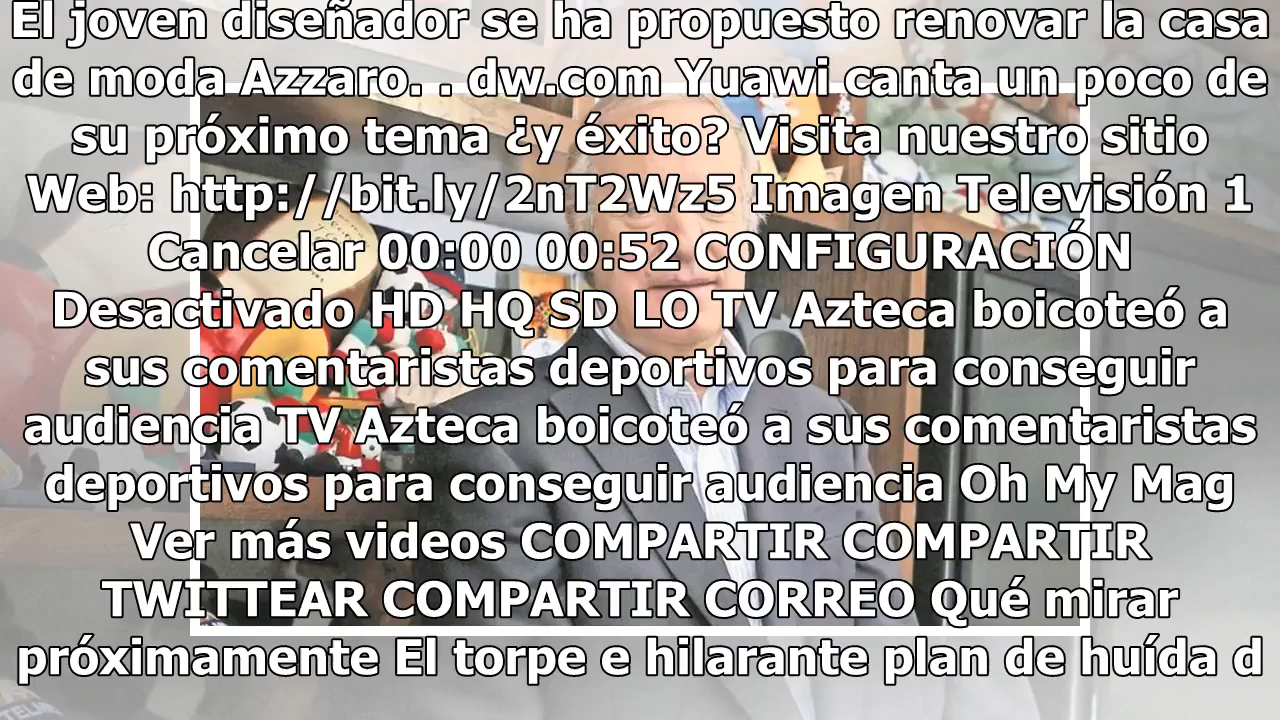 El joven diseñador se ha propuesto renovar la casa
de moda Azzaro. . dw.com Yuawi canta un poco de
su próximo tema ¿y éxito? Visita nuestro sitio
Web: http://bit.ly/2nT2Wz5 Imagen Televisión 1
Cancelar 00:00 00:52 CONFIGURACIÓN
Desactivado HD HQ SD LO TV Azteca boicoteó a
sus comentaristas deportivos para conseguir
audiencia TV Azteca boicoteó a sus comentaristas
deportivos para conseguir audiencia Oh My Mag
Ver más videos COMPARTIR COMPARTIR
TWITTEAR COMPARTIR CORREO Qué mirar
próximamente El torpe e hilarante plan de huída d